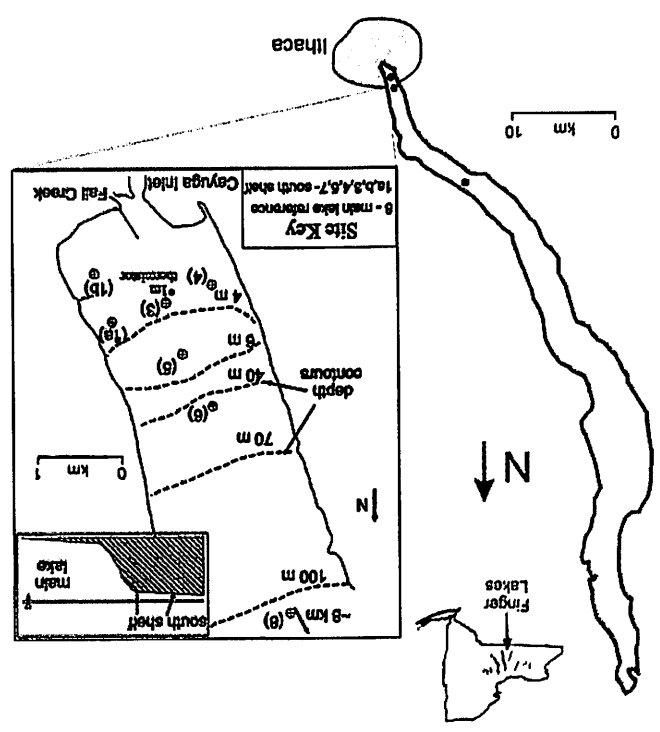 Finger
Lakes
N
0 km 10
Ithaca
~8 km (8)
100 m
south shelf
main
lake
N
0 km 1
70 m
depth
contours
(6)
40 m
(5)
6 m
(1a)
(3)
4 m
(4)
1m
thermistor
(1b)
Site Key
8 - main lake reference
1a,b,3,4,5,7 - south shelf
Cayuga Inlet
Fall Creek